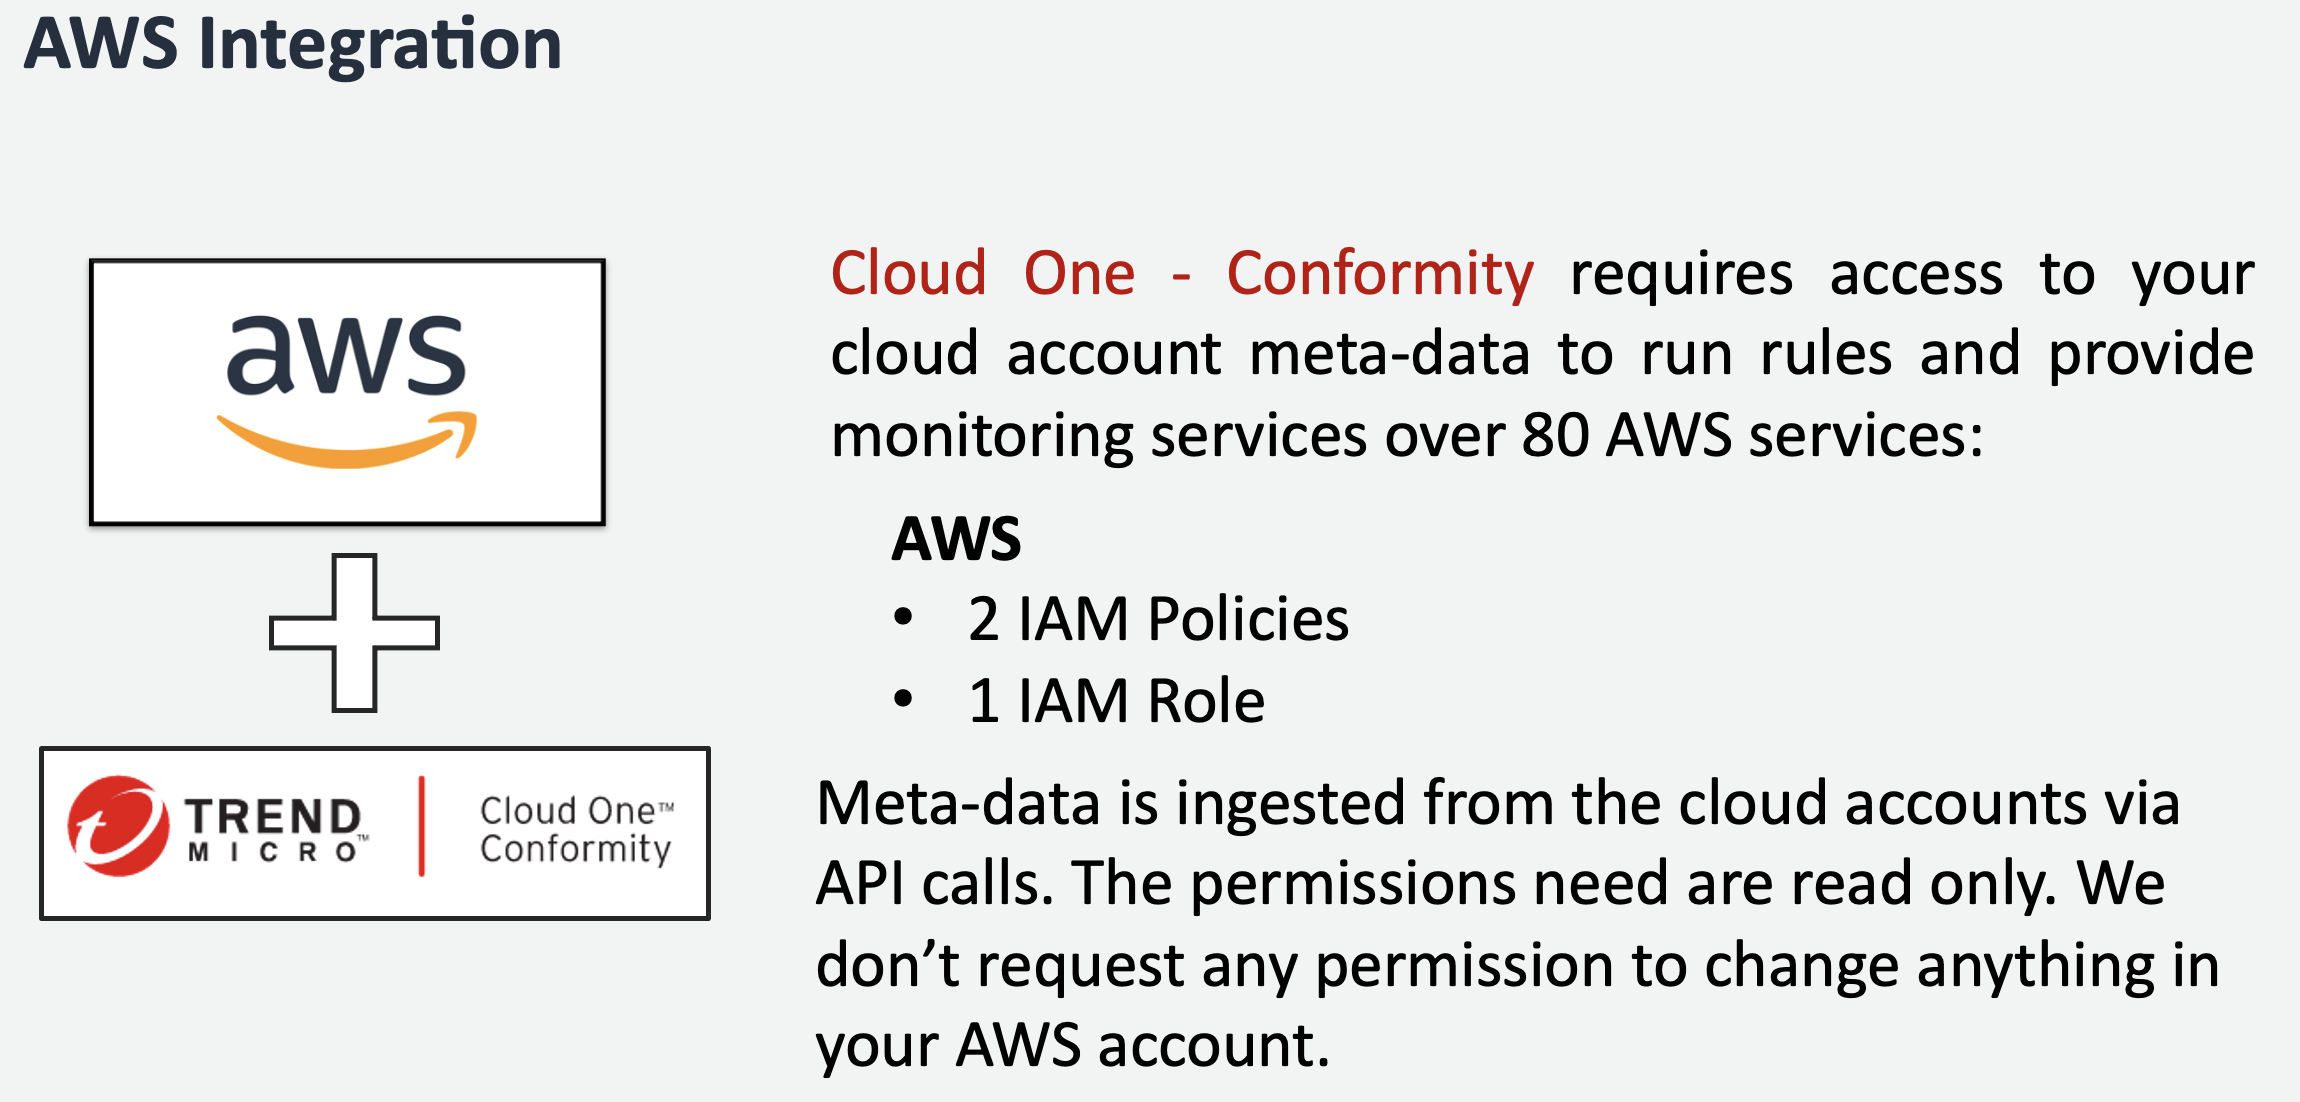 AWS Integration
aws
TREND
MICRO™
Cloud One™
Conformity
Cloud One - Conformity requires access to your
cloud account meta-data to run rules and provide
monitoring services over 80 AWS services:
AWS
• 2 IAM Policies
• 1 IAM Role
Meta-data is ingested from the cloud accounts via
API calls. The permissions need are read only. We
don’t request any permission to change anything in
your AWS account.